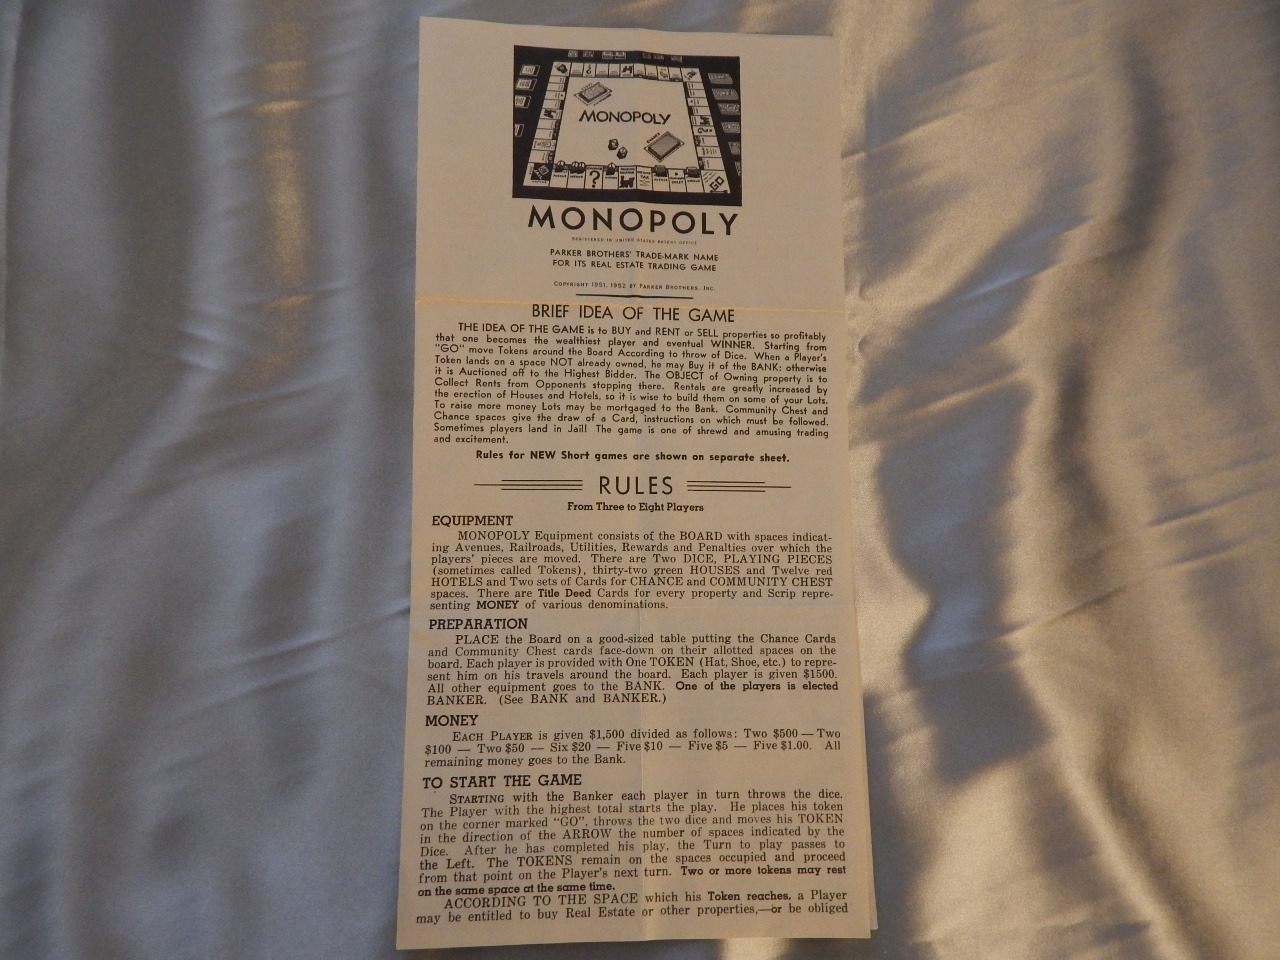 MONOPOLY
MONOPOLY
REGISTERED IN UNITED STATES PATENT OFFICE
PARKER BROTHERS' TRADE-MARK NAME
FOR ITS REAL ESTATE TRADING GAME
COPYRIGHT 1951, 1952 BY PARKER BROTHERS, INC.
BRIEF IDEA OF THE GAME
THE IDEA OF THE GAME is to BUY and RENT or SELL properties so profitably
that one becomes the wealthiest player and eventual WINNER. Starting from
"GO" move Tokens around the Board According to throw of Dice. When a Player's
Token lands on a space NOT already owned, he may Buy it of the BANK: otherwise
it is Auctioned off to the Highest Bidder. The OBJECT of Owning property is to
Collect Rents from Opponents stopping there. Rentals are greatly increased by
the erection of Houses and Hotels, so it is wise to build them on some of your Lots.
To raise more money Lots may be mortgaged to the Bank. Community Chest and
Chance spaces give the draw of a Card, instructions on which must be followed.
Sometimes players land in Jail! The game is one of shrewd and amusing trading
and excitement.
Rules for NEW Short games are shown on separate sheet.
RULES
From Three to Eight Players
EQUIPMENT
MONOPOLY Equipment consists of the BOARD with spaces indicat-
ing Avenues, Railroads, Utilities, Rewards and Penalties over which the
players' pieces are moved. There are Two DICE, PLAYING PIECES
(sometimes called Tokens), thirty-two green HOUSES and Twelve red
HOTELS and Two sets of Cards for CHANCE and COMMUNITY CHEST
spaces. There are Title Deed Cards for every property and Scrip repre-
senting MONEY of various denominations.
PREPARATION
PLACE the Board on a good-sized table putting the Chance Cards
and Community Chest cards face-down on their allotted spaces on the
board. Each player is provided with One TOKEN (Hat, Shoe, etc.) to repre-
sent him on his travels around the board. Each player is given $1500.
All other equipment goes to the BANK. One of the players is elected
BANKER. (See BANK and BANKER.)
MONEY
EACH PLAYER is given $1,500 divided as follows: Two $500 — Two
$100 — Two $50 — Six $20 — Five $10 — Five $5 — Five $1.00. All
remaining money goes to the Bank.
TO START THE GAME
STARTING with the Banker each player in turn throws the dice.
The Player with the highest total starts the play. He places his token
on the corner marked "GO", throws the two dice and moves his TOKEN
in the direction of the ARROW the number of spaces indicated by the
Dice. After he has completed his play, the Turn to play passes to
the Left. The TOKENS remain on the spaces occupied and proceed
from that point on the Player's next turn. Two or more tokens may rest
on the same space at the same time.
ACCORDING TO THE SPACE which his Token reaches, a Player
may be entitled to buy Real Estate or other properties,—or be obliged